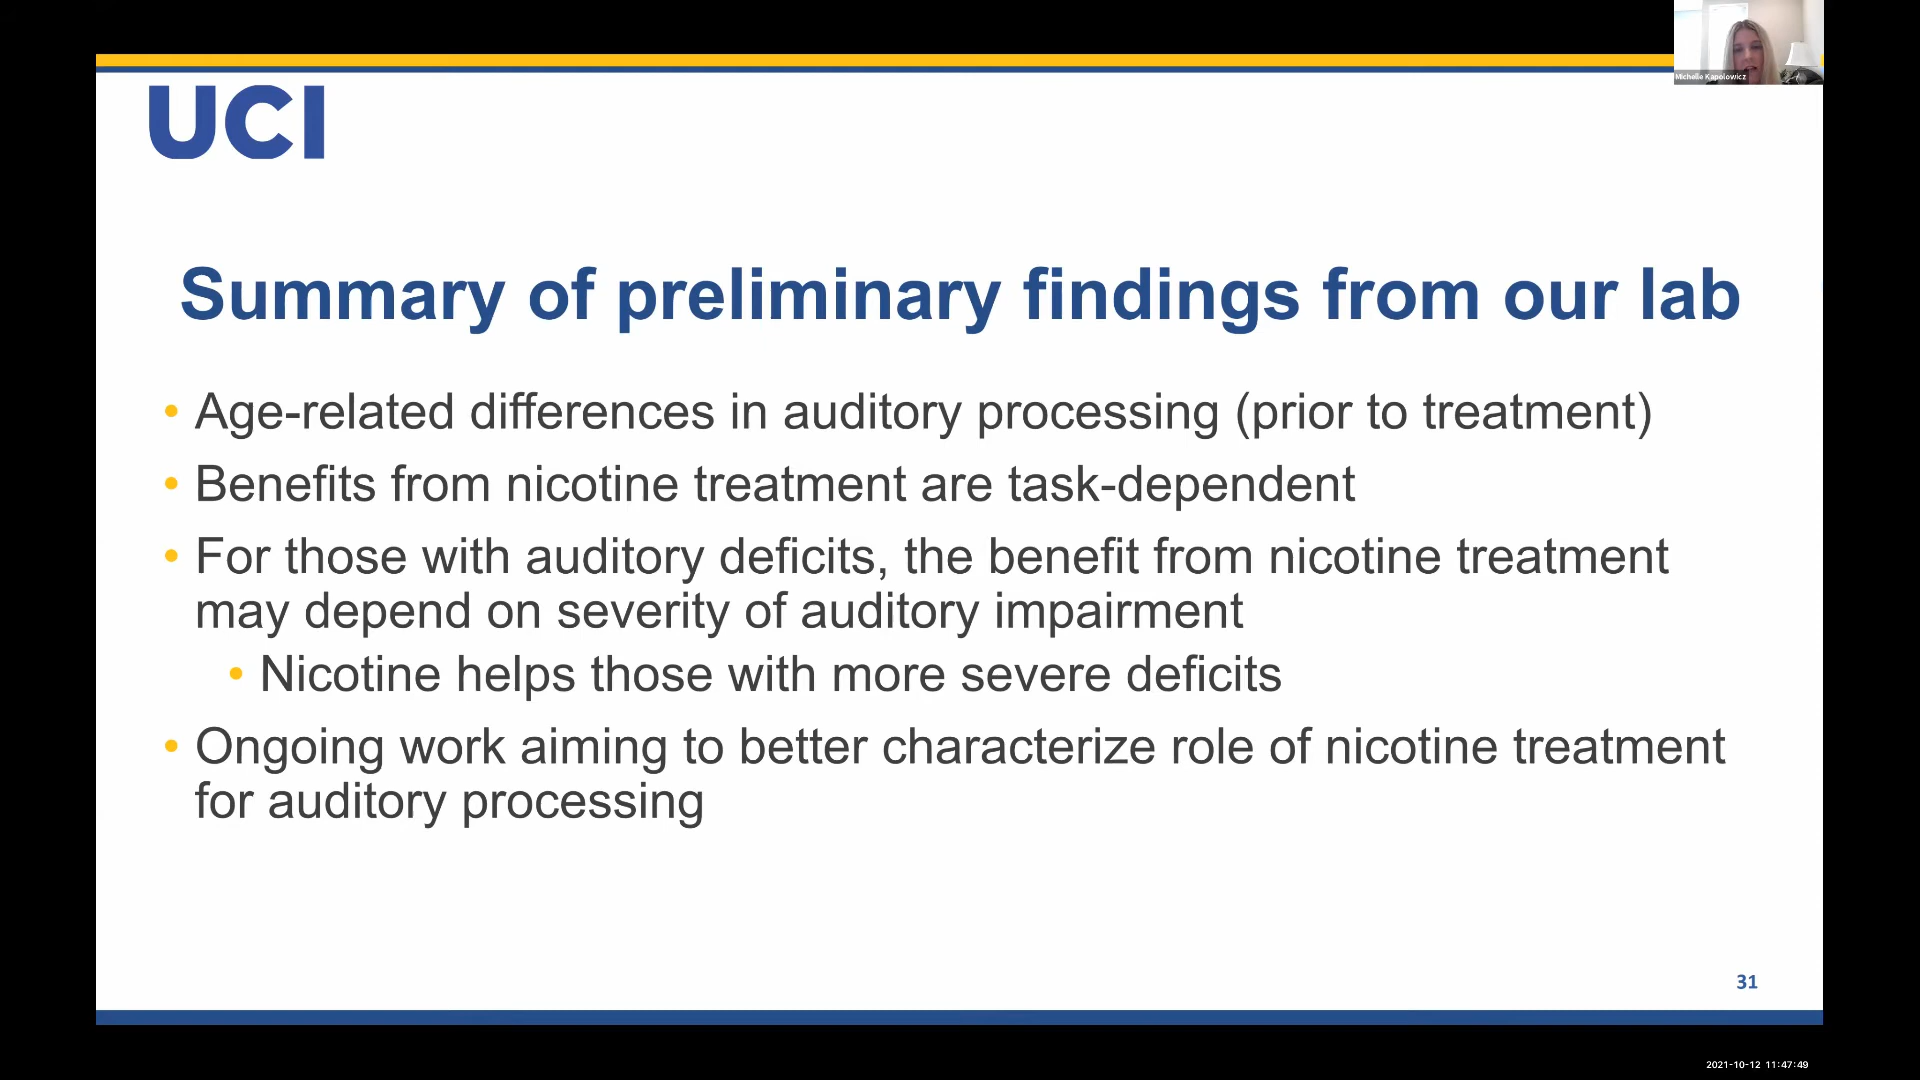 Michelle Kapolowicz
UCI
Summary of preliminary findings from our lab
• Age-related differences in auditory processing (prior to treatment)
• Benefits from nicotine treatment are task-dependent
• For those with auditory deficits, the benefit from nicotine treatment
may depend on severity of auditory impairment
• Nicotine helps those with more severe deficits
• Ongoing work aiming to better characterize role of nicotine treatment
for auditory processing
31
2021-10-12 11:47:49